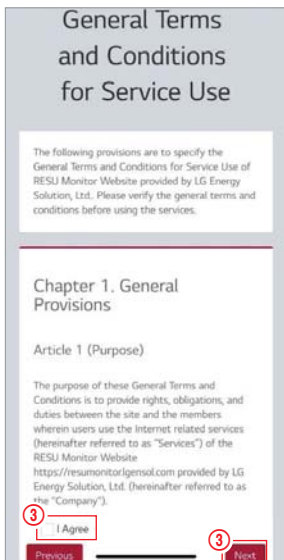 General Terms
and Conditions
for Service Use
The following provisions are to specify the
General Terms and Conditions for Service Use of
RESU Monitor Website provided by LG Energy
Solution, Ltd.. Please verify the general terms and
conditions before using the services.
Chapter 1. General
Provisions
Article 1 (Purpose)
The purpose of these General Terms and
Conditions is to provide rights, obligations, and
duties between the site and the members
wherein users use the Internet related services
(hereinafter referred to as "Services") of the
RESU Monitor Website
https://resumonitor.lgensol.com provided by LG
Energy Solution, Ltd. (hereinafter referred to as
the "Company").
③
I Agree
③
Previous
Next